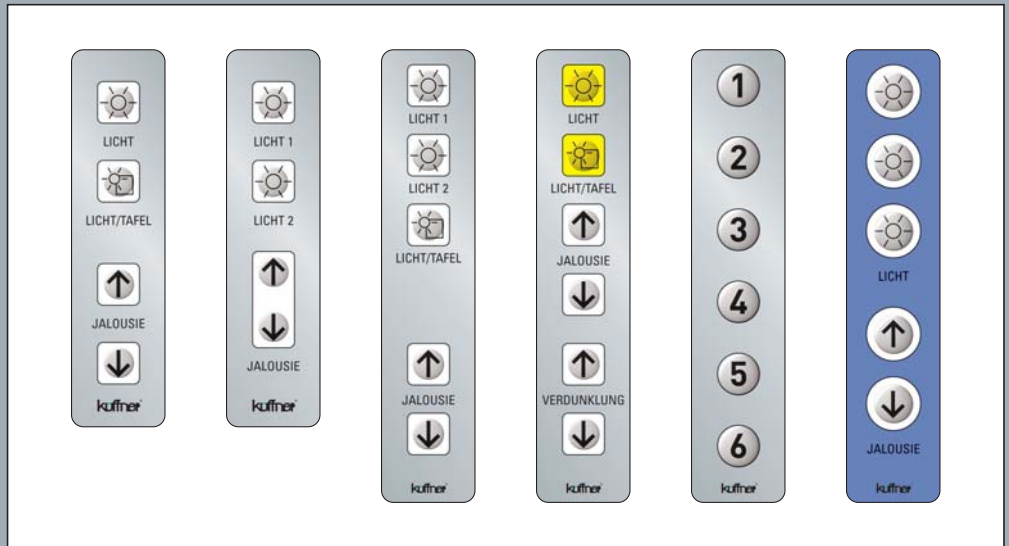 LICHT
LICHT/TAFEL
JALOUSIE
kuffner
LICHT 1
LICHT 2
JALOUSIE
kuffner
LICHT 1
LICHT 2
LICHT/TAFEL
JALOUSIE
kuffner
LICHT
LICHT/TAFEL
JALOUSIE
VERDUNKLUNG
kuffner
1
2
3
4
5
6
kuffner
LICHT
JALOUSIE
kuffner